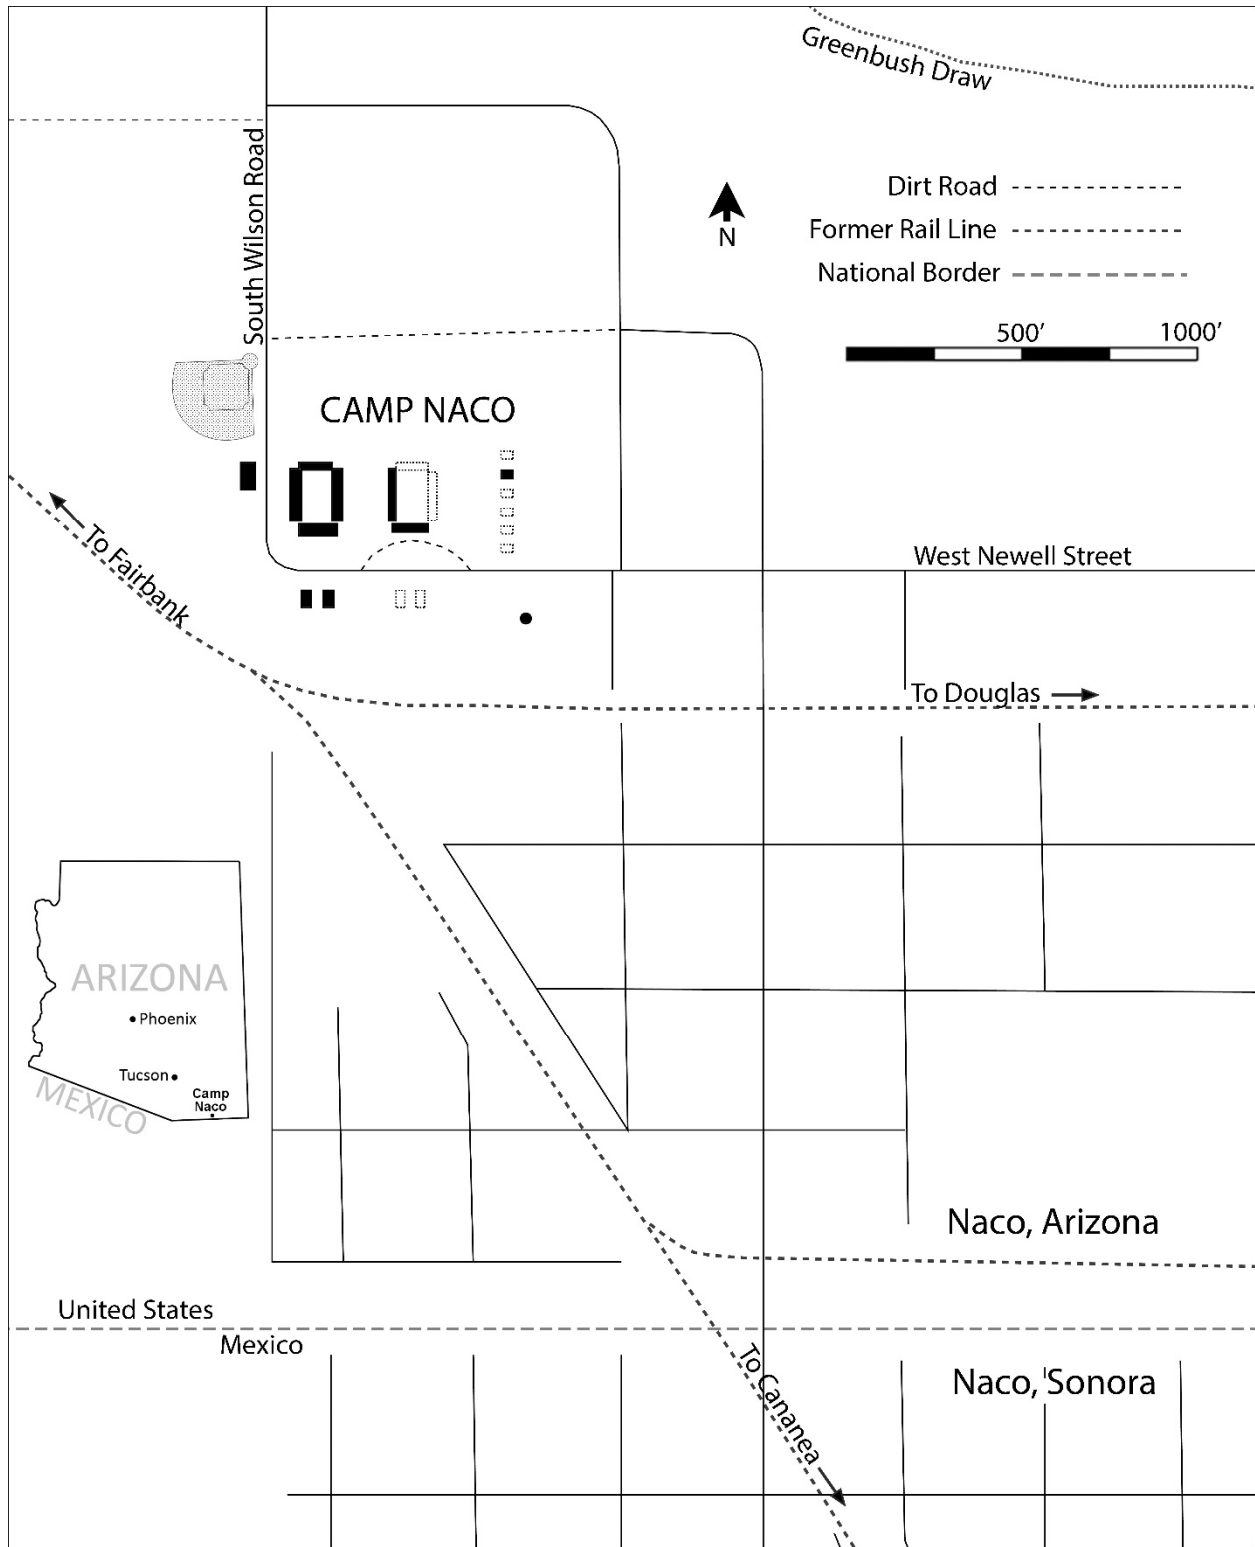 Greenbush Draw
South Wilson Road
Dirt Road
Former Rail Line
National Border
N
500'
1000'
CAMP NACO
To Fairbank
West Newell Street
To Douglas
ARIZONA
Phoenix
Tucson
Camp
Naco
MEXICO
Naco, Arizona
United States
Mexico
To Cananea
Naco, Sonora